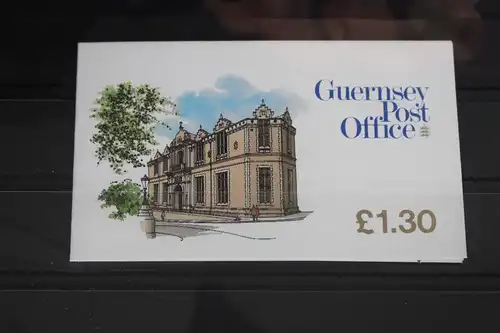 Guernsey
Post
Office
£1.30